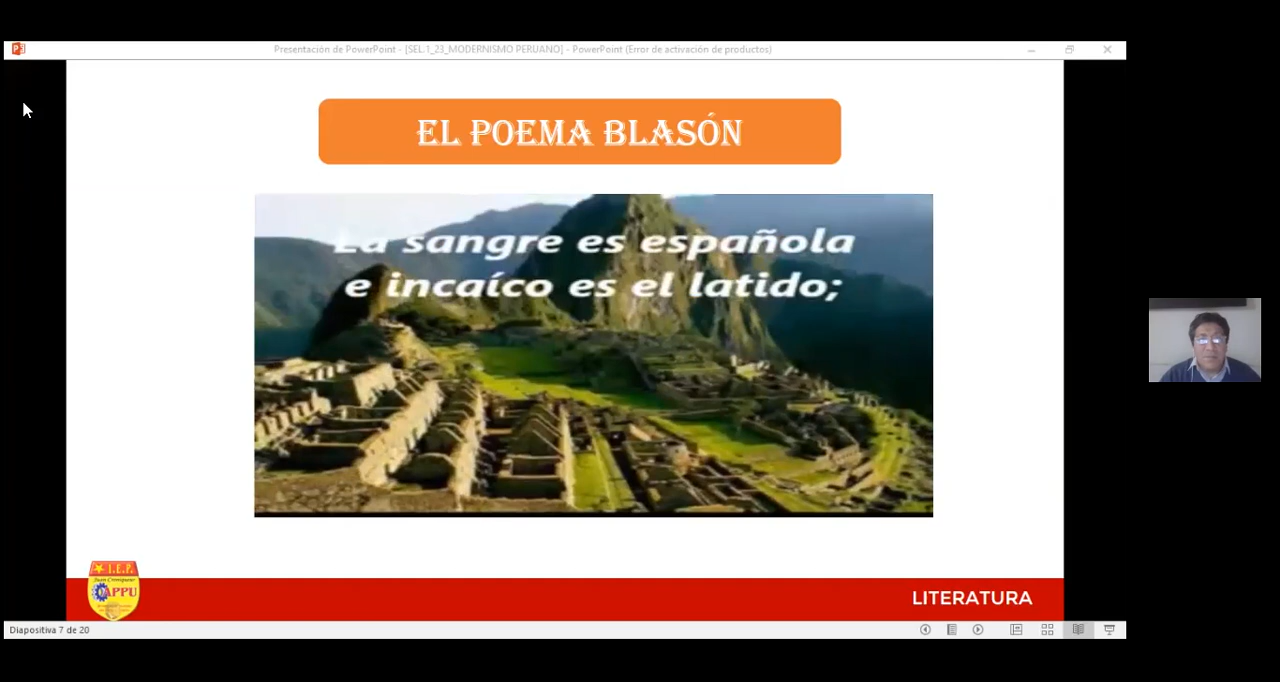 Presentación de PowerPoint - [SEL.1_23_MODERNISMO PERUANO] - PowerPoint (Error de activación de productos)
EL POEMA BLASÓN
La sangre es española
e incaíco es el latido;
I.E.P.
APPU
LITERATURA
Diapositiva 7 de 20